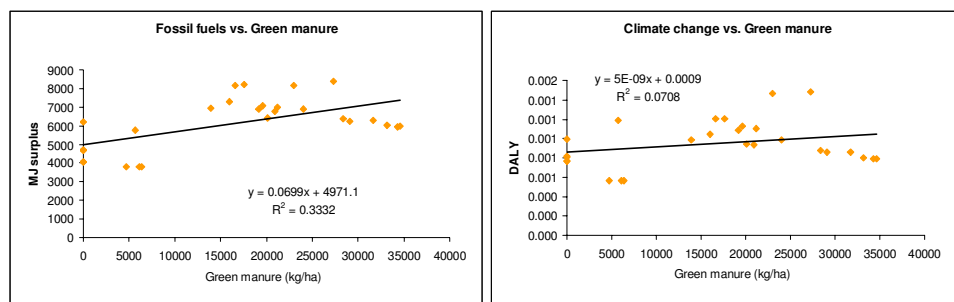 Fossil fuels vs. Green manure
9000
8000
7000
6000
5000
4000
3000
2000
1000
0
MJ surplus
y = 0.0699x + 4971.1
R² = 0.3332
0 5000 10000 15000 20000 25000 30000 35000 40000
Green manure (kg/ha)
Climate change vs. Green manure
0.002
0.001
0.001
0.001
0.001
0.001
0.000
0.000
0.000
DALY
y = 5E-09x + 0.0009
R² = 0.0708
0 5000 10000 15000 20000 25000 30000 35000 40000
Green manure (kg/ha)